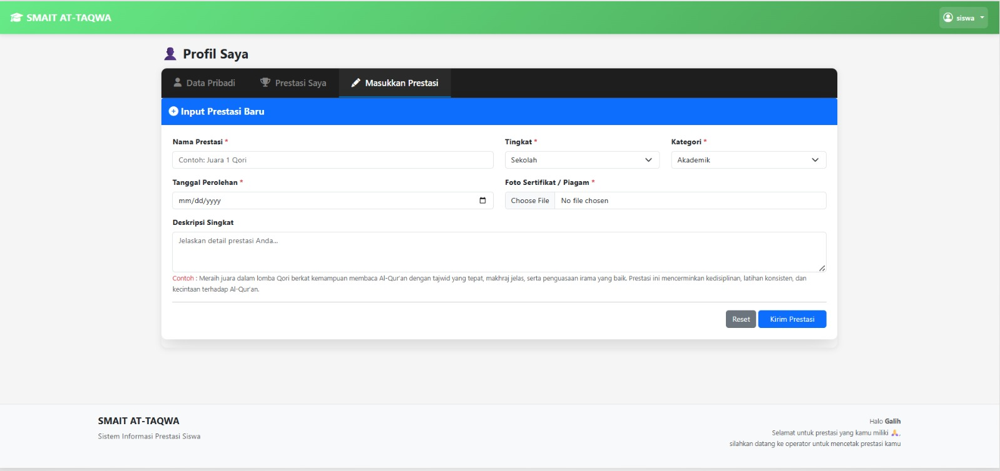 SMAIT AT-TAQWA
siswa
Profil Saya
Data Pribadi
Prestasi Saya
Masukkan Prestasi
Input Prestasi Baru
Nama Prestasi *
Tingkat *
Kategori *
Contoh: Juara 1 Qori
Sekolah
Akademik
Tanggal Perolehan *
Foto Sertifikat / Piagam *
mm/dd/yyyy
Choose File
No file chosen
Deskripsi Singkat
Jelaskan detail prestasi Anda...
Contoh : Meraih juara dalam lomba Qori berkat kemampuan membaca Al-Qur'an dengan tajwid yang tepat, makhraj jelas, serta penguasaan irama yang baik. Prestasi ini mencerminkan kedisiplinan, latihan konsisten, dan
kecintaan terhadap Al-Qur'an.
Reset
Kirim Prestasi
SMAIT AT-TAQWA
Sistem Informasi Prestasi Siswa
Halo Galih
Selamat untuk prestasi yang kamu miliki 🙏.
silahkan datang ke operator untuk mencetak prestasi kamu